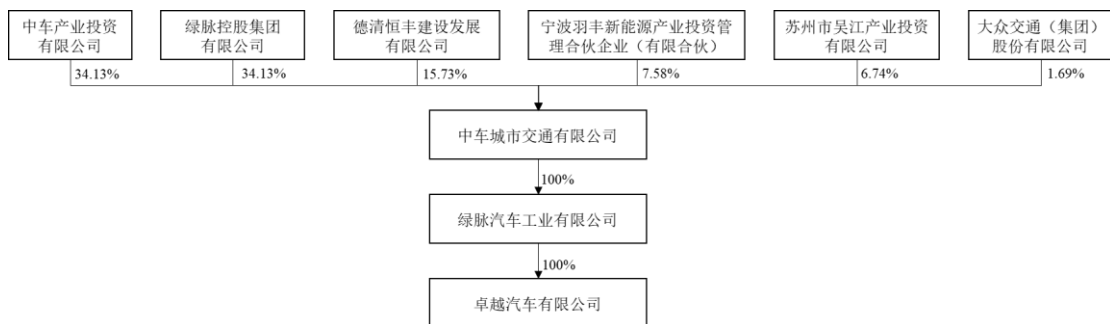 中车产业投资
有限公司
绿脉控股集团
有限公司
德清恒丰建设发展
有限公司
宁波羽丰新能源产业投资管
理合伙企业（有限合伙）
苏州市吴江产业投资
有限公司
大众交通（集团）
股份有限公司
34.13%
34.13%
15.73%
7.58%
6.74%
1.69%
中车城市交通有限公司
100%
绿脉汽车工业有限公司
100%
卓越汽车有限公司